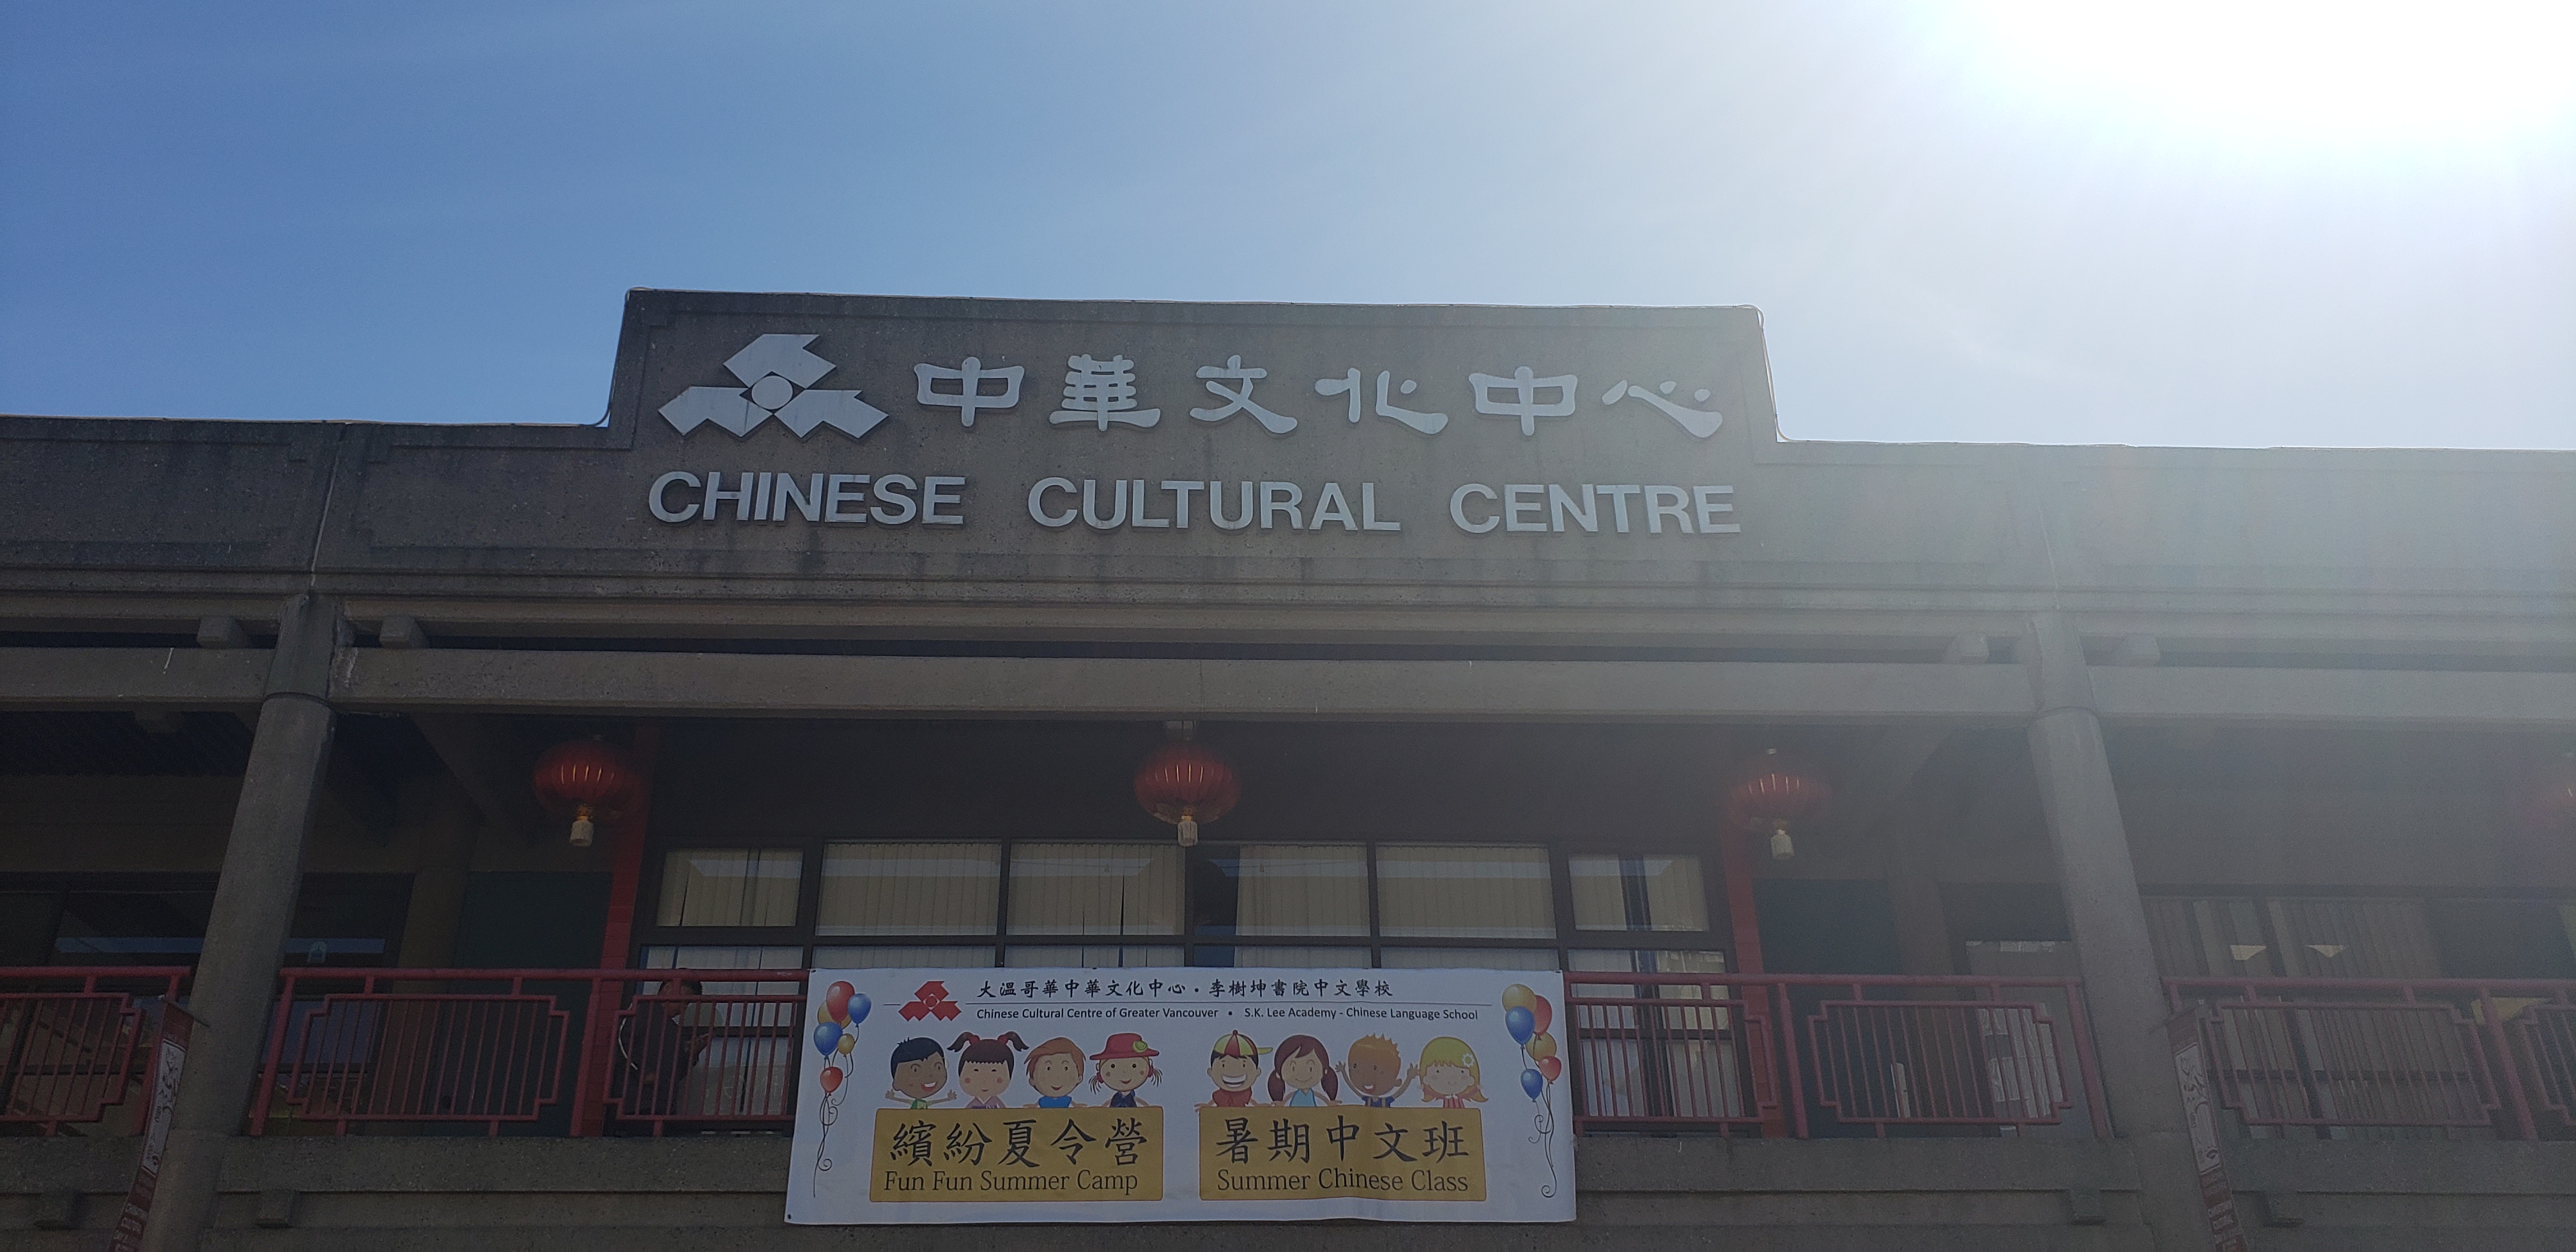 中華文化中心
CHINESE CULTURAL CENTRE
大溫哥華中華文化中心・李樹坤書院中文學校
Chinese Cultural Centre of Greater Vancouver • S.K. Lee Academy - Chinese Language School
繽紛夏令營
Fun Fun Summer Camp
暑期中文班
Summer Chinese Class